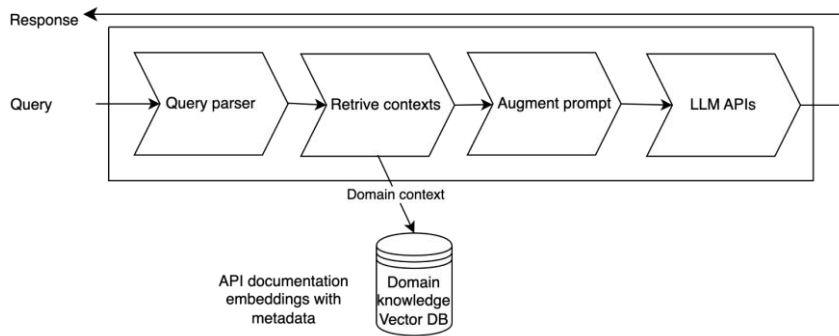 Response
Query
Query parser
Retrive contexts
Augment prompt
LLM APIs
Domain context
API documentation
embeddings with
metadata
Domain
knowledge
Vector DB